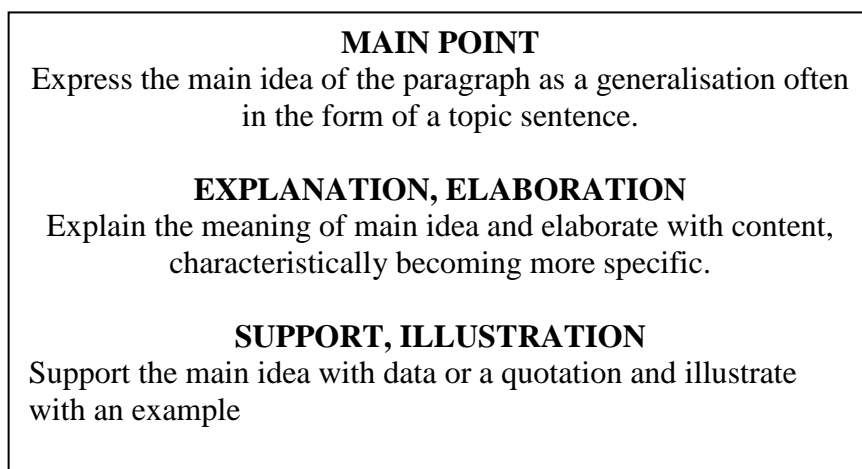 MAIN POINT
Express the main idea of the paragraph as a generalisation often
in the form of a topic sentence.
EXPLANATION, ELABORATION
Explain the meaning of main idea and elaborate with content,
characteristically becoming more specific.
SUPPORT, ILLUSTRATION
Support the main idea with data or a quotation and illustrate
with an example